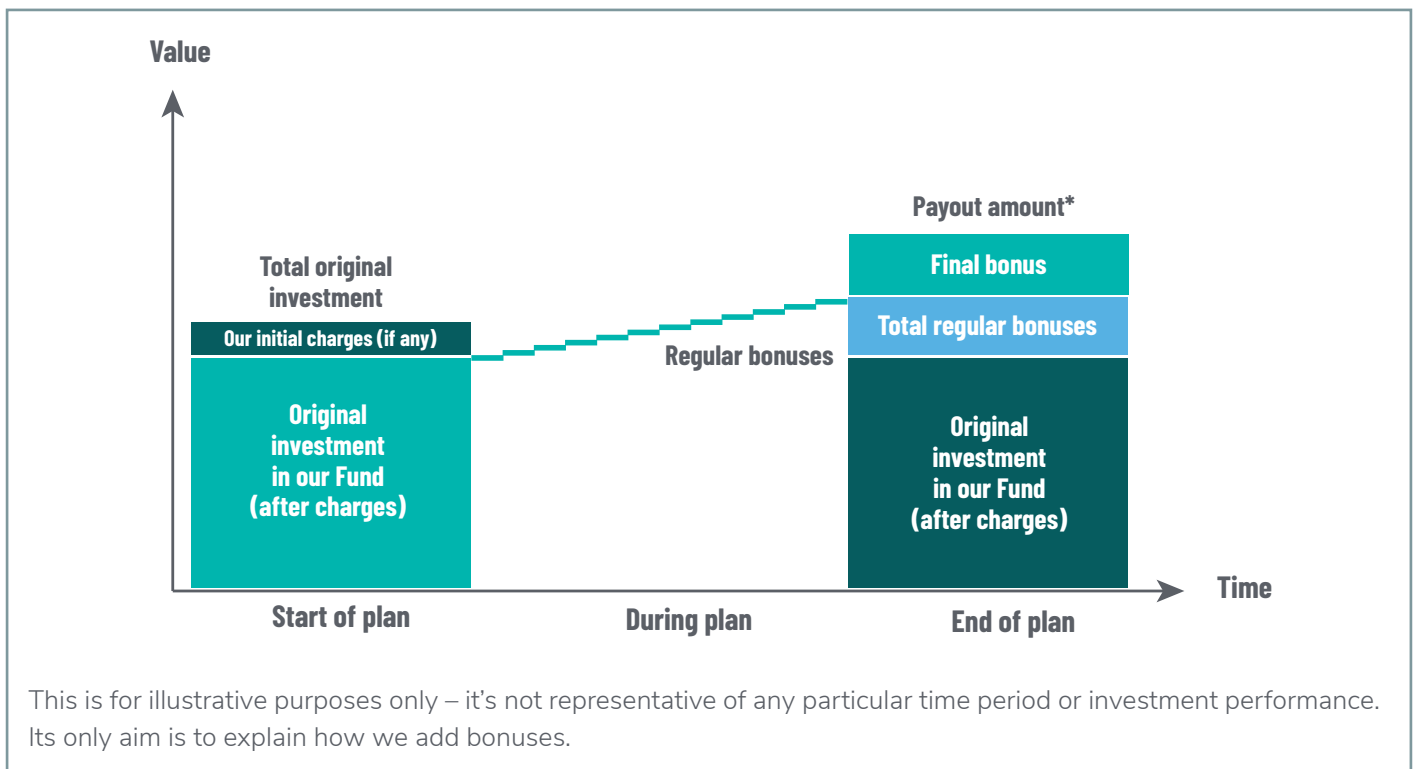 Value
Payout amount*
Final bonus
Total original
investment
Our initial charges (if any)
Total regular bonuses
Regular bonuses
Original
investment
in our Fund
(after charges)
Original
investment
in our Fund
(after charges)
Time
Start of plan
During plan
End of plan
This is for illustrative purposes only – it’s not representative of any particular time period or investment performance.
Its only aim is to explain how we add bonuses.